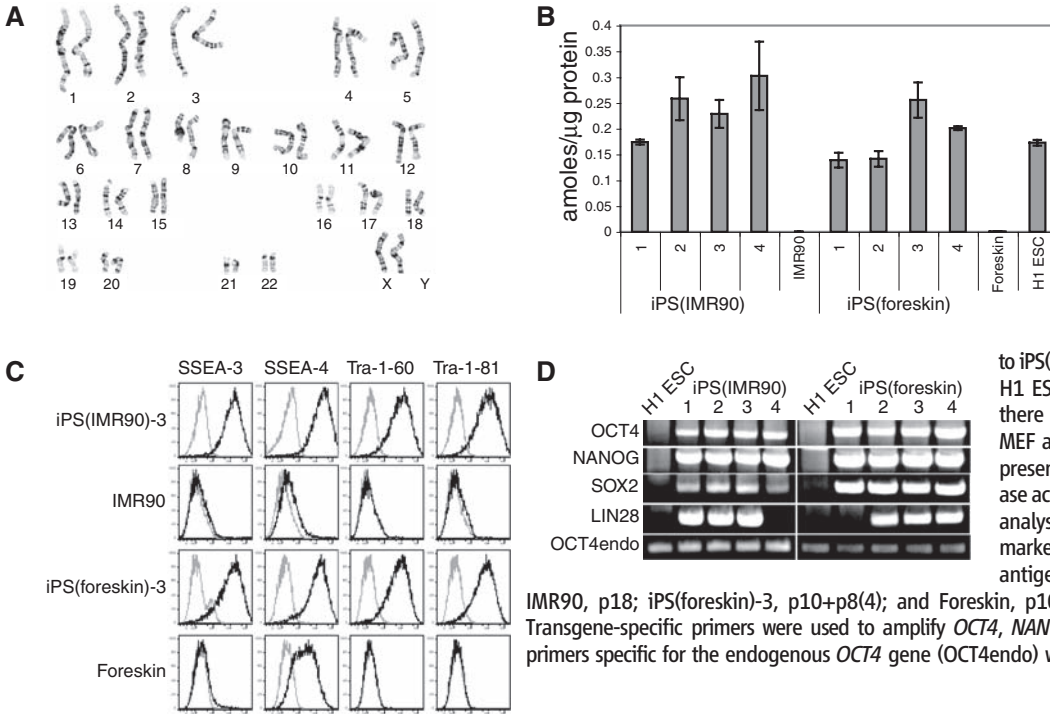 A
1 2 3 4 5
6 7 8 9 10 11 12
13 14 15 16 17 18
19 20 21 22 X Y
B
amoles/µg protein
0.4
0.35
0.3
0.25
0.2
0.15
0.1
0.05
0
1 2 3 4 IMR90 1 2 3 4 Foreskin H1 ESC
iPS(IMR90) iPS(foreskin)
C
SSEA-3 SSEA-4 Tra-1-60 Tra-1-81
iPS(IMR90)-3
IMR90
iPS(foreskin)-3
Foreskin
D
H1 ESC iPS(IMR90) H1 ESC iPS(foreskin)
1 2 3 4 1 2 3 4
OCT4
NANOG
SOX2
LIN28
OCT4endo
to iPS(
H1 ES
there
MEF a
presen
ase ac
analys
marke
antige
IMR90, p18; iPS(foreskin)-3, p10+p8(4); and Foreskin, p10
Transgene-specific primers were used to amplify OCT4, NAN
primers specific for the endogenous OCT4 gene (OCT4endo) w